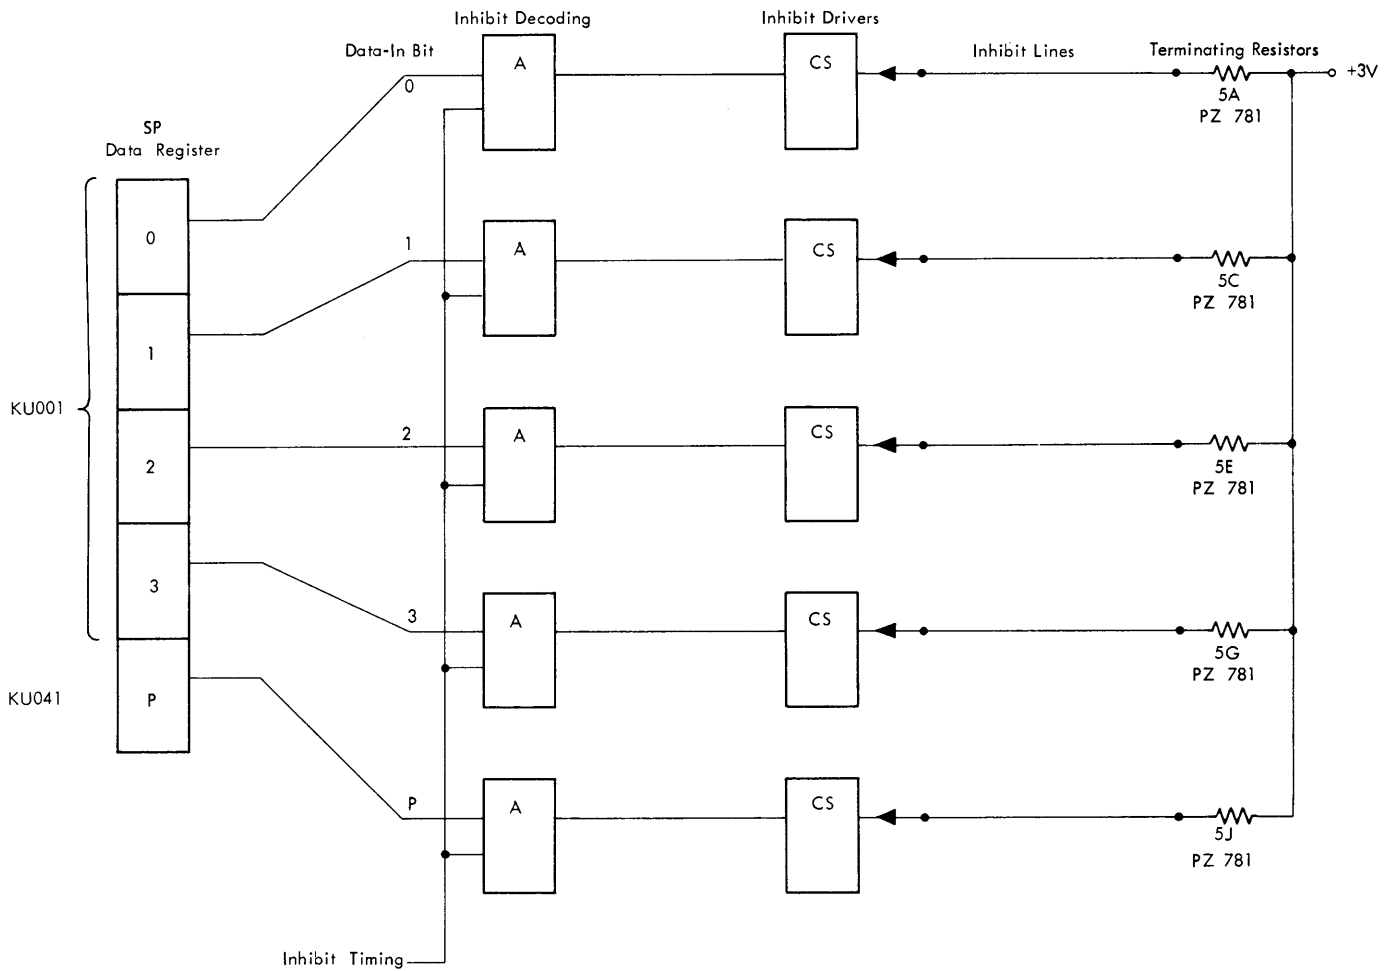 Inhibit Decoding
Inhibit Drivers
Data-In Bit
Inhibit Lines
Terminating Resistors
A
CS
+3V
0
5A
PZ 781
SP
Data Register
0
1
A
CS
5C
PZ 781
1
KU001
2
A
CS
5E
PZ 781
2
3
3
A
CS
5G
PZ 781
KU041
P
P
A
CS
5J
PZ 781
Inhibit Timing